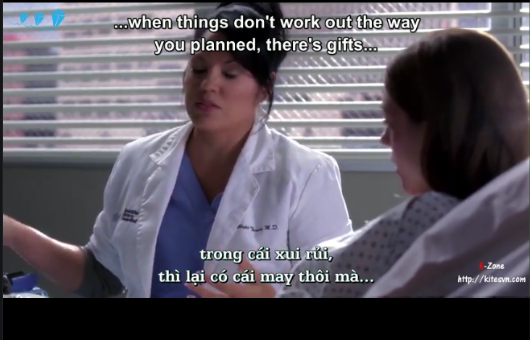 ...when things don't work out the way
you planned, there's gifts...
trong cái xui rủi,
thì lại có cái may thôi mà...
-Zone
http://kitesvn.com